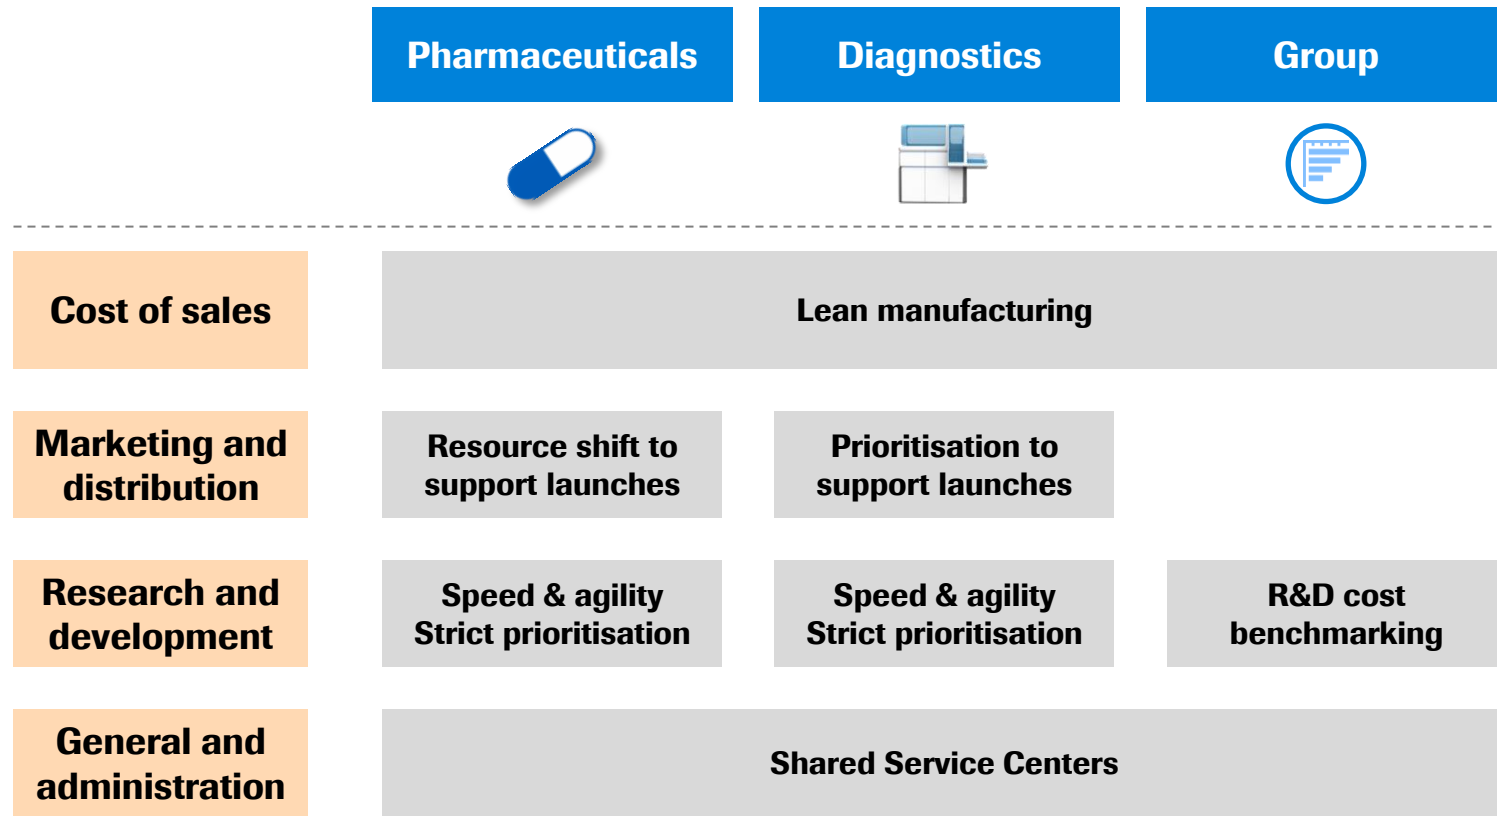 Pharmaceuticals
Diagnostics
Group
Cost of sales
Lean manufacturing
Marketing and
distribution
Resource shift to
support launches
Prioritisation to
support launches
Research and
development
Speed & agility
Strict prioritisation
Speed & agility
Strict prioritisation
R&D cost
benchmarking
General and
administration
Shared Service Centers